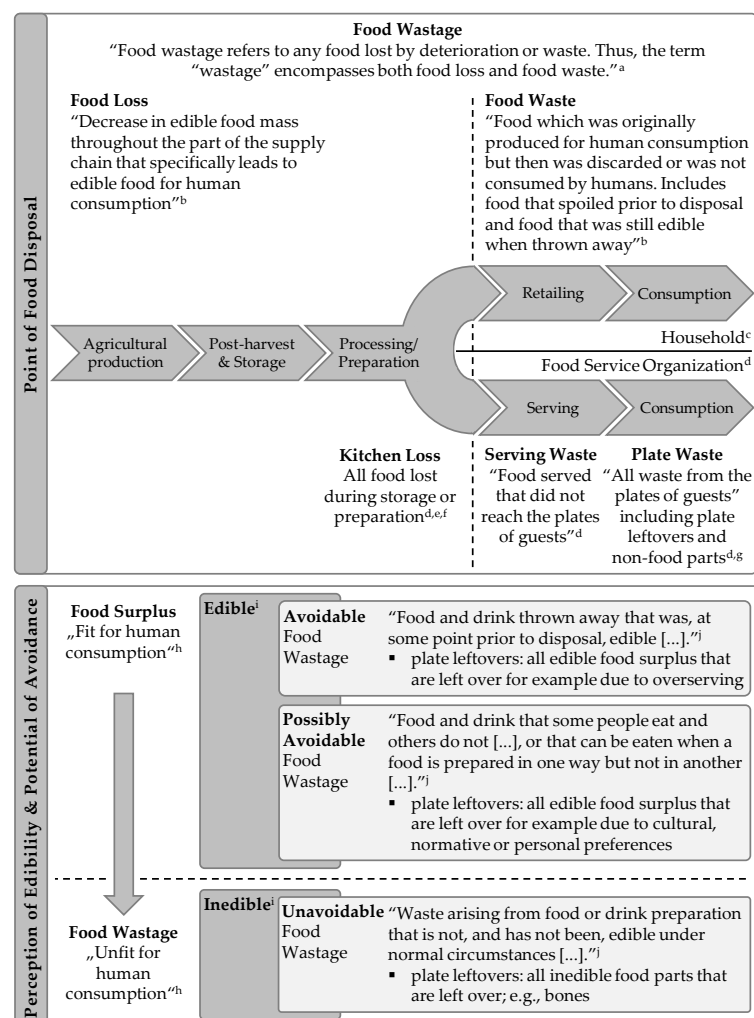 Point of Food Disposal
Food Wastage
“Food wastage refers to any food lost by deterioration or waste. Thus, the term
“wastage” encompasses both food loss and food waste.”ᵃ
Food Loss
“Decrease in edible food mass
throughout the part of the supply
chain that specifically leads to
edible food for human
consumption”ᵇ
Food Waste
“Food which was originally
produced for human consumption
but then was discarded or was not
consumed by humans. Includes
food that spoiled prior to disposal
and food that was still edible
when thrown away”ᵇ
Agricultural
production
Post-harvest
& Storage
Processing/
Preparation
Retailing
Consumption
Householdᶜ
Food Service Organizationᵈ
Serving
Consumption
Kitchen Loss
All food lost
during storage or
preparationᵈ,ᵉ,ᶠ
Serving Waste
“Food served
that did not
reach the plates
of guests”ᵈ
Plate Waste
“All waste from the
plates of guests”
including plate
leftovers and
non-food partsᵈ,ᵍ
Perception of Edibility & Potential of Avoidance
Food Surplus
„Fit for human
consumption“ʰ
Food Wastage
„Unfit for
human
consumption“ʰ
Edibleⁱ
Avoidable
Food
Wastage
“Food and drink thrown away that was, at
some point prior to disposal, edible [...].”ʲ
▪ plate leftovers: all edible food surplus that
are left over for example due to overserving
Possibly
Avoidable
Food
Wastage
“Food and drink that some people eat and
others do not [...], or that can be eaten when a
food is prepared in one way but not in another
[...].”ʲ
▪ plate leftovers: all edible food surplus that
are left over for example due to cultural,
normative or personal preferences
Inedibleⁱ
Unavoidable
Food
Wastage
“Waste arising from food or drink preparation
that is not, and has not been, edible under
normal circumstances [...].”ʲ
▪ plate leftovers: all inedible food parts that
are left over; e.g., bones